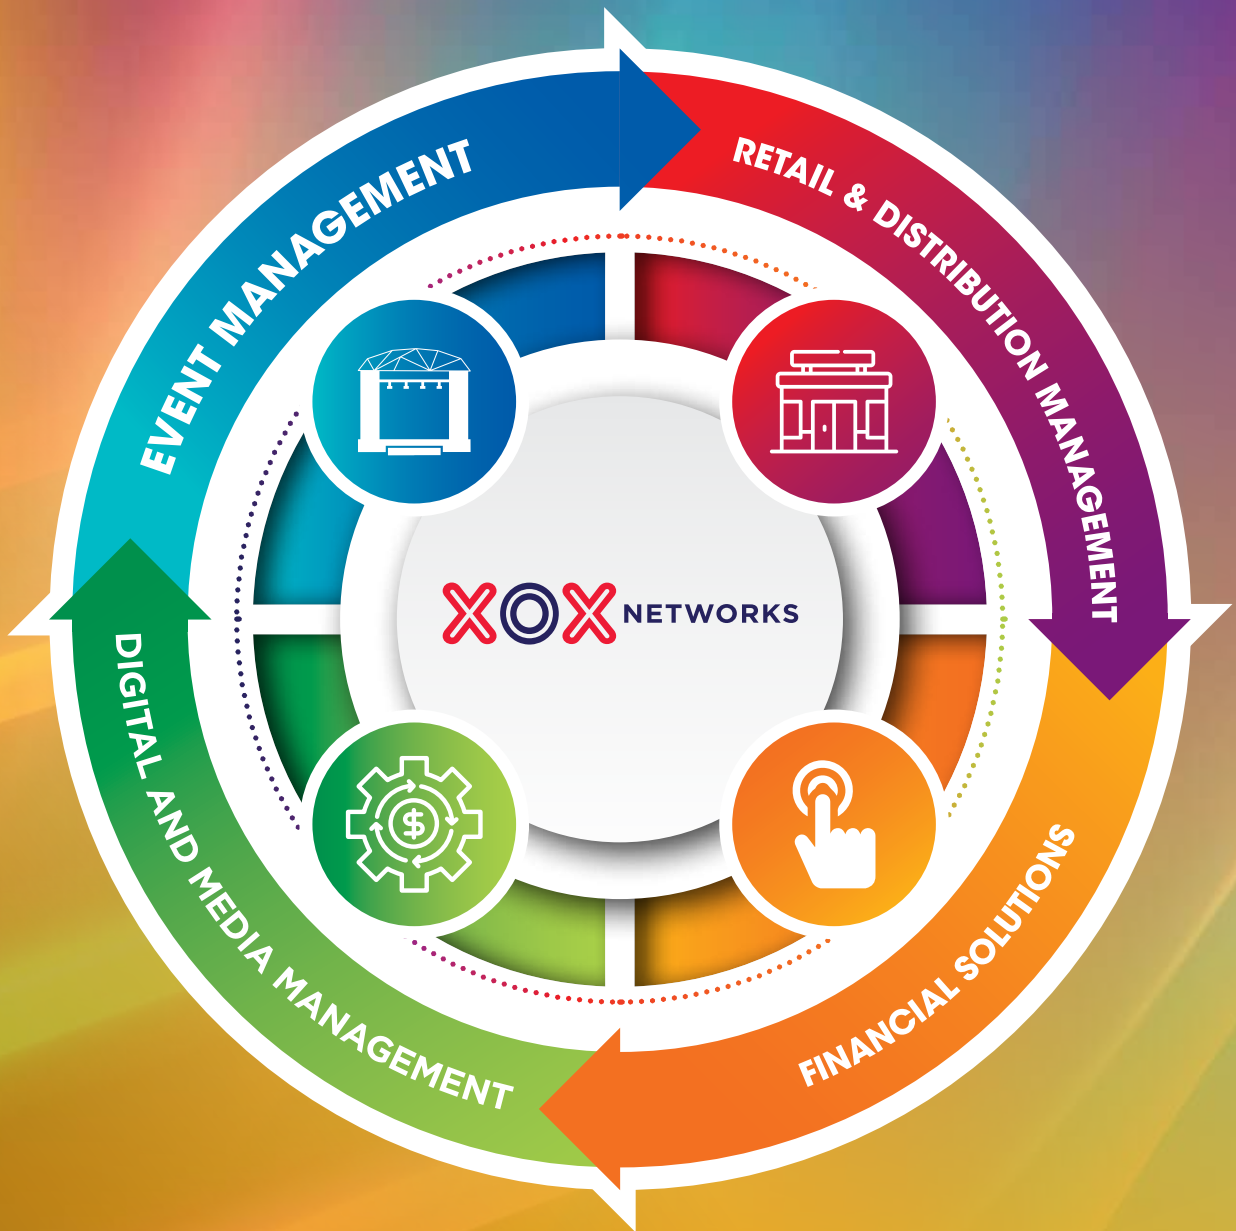 EVENT MANAGEMENT
RETAIL & DISTRIBUTION MANAGEMENT
XOX NETWORKS
$
DIGITAL AND MEDIA MANAGEMENT
FINANCIAL SOLUTIONS